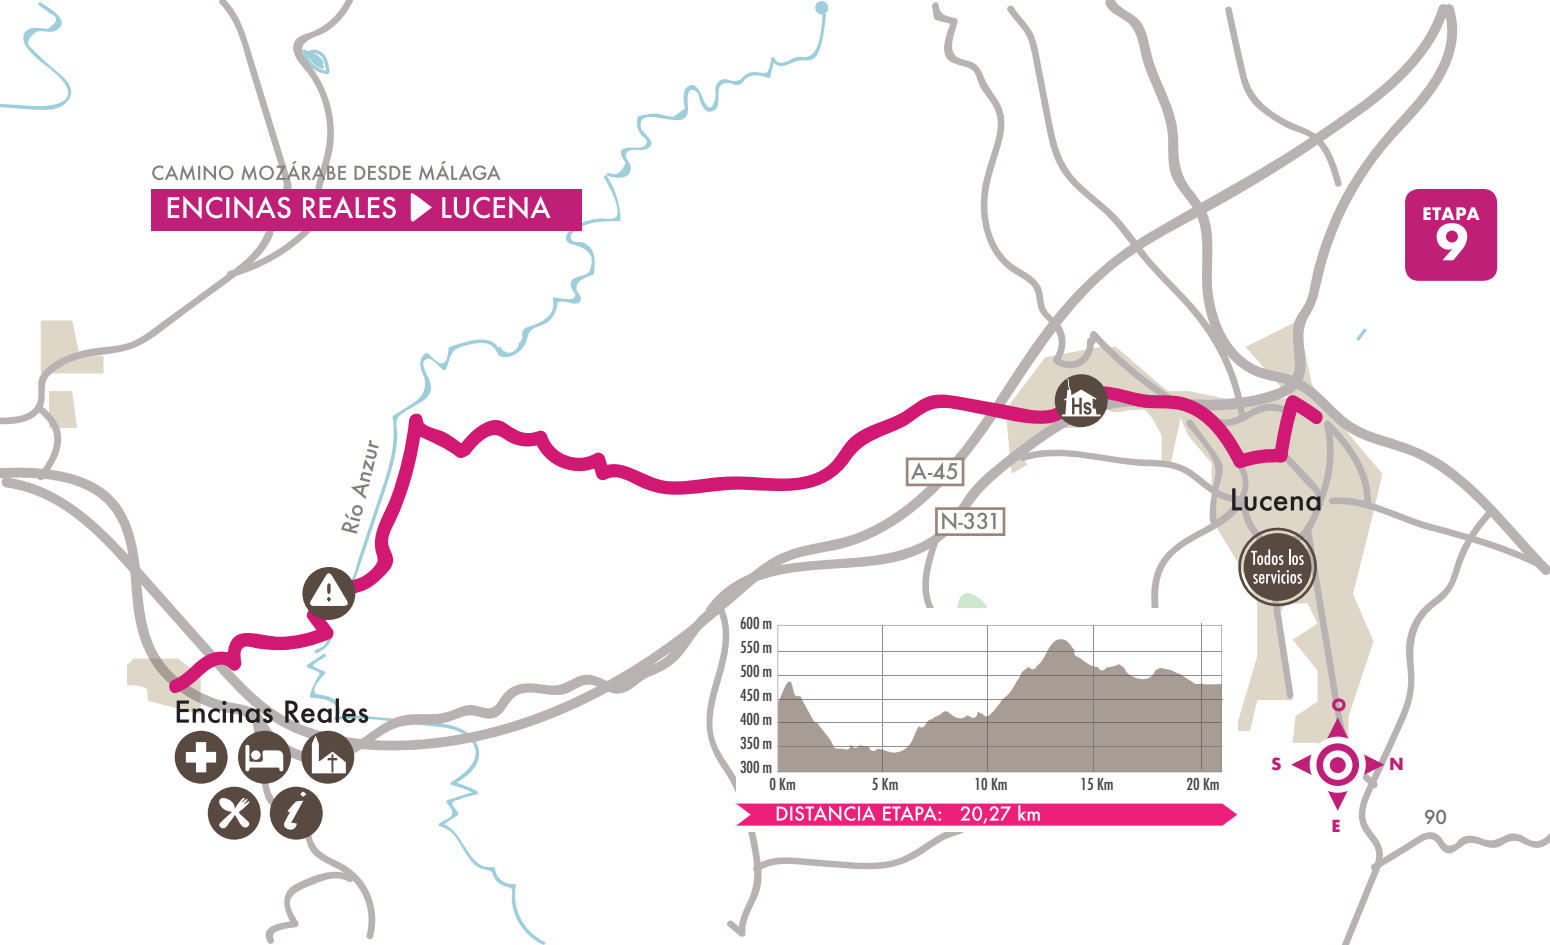 CAMINO MOZÁRABE DESDE MÁLAGA
ENCINAS REALES LUCENA
ETAPA
9
Río Anzur
Hs
A-45
N-331
Lucena
Todos los
servicios
Encinas Reales
i
600 m
550 m
500 m
450 m
400 m
350 m
300 m
0 Km 5 Km 10 Km 15 Km 20 Km
DISTANCIA ETAPA: 20,27 km
O
S N
E
90